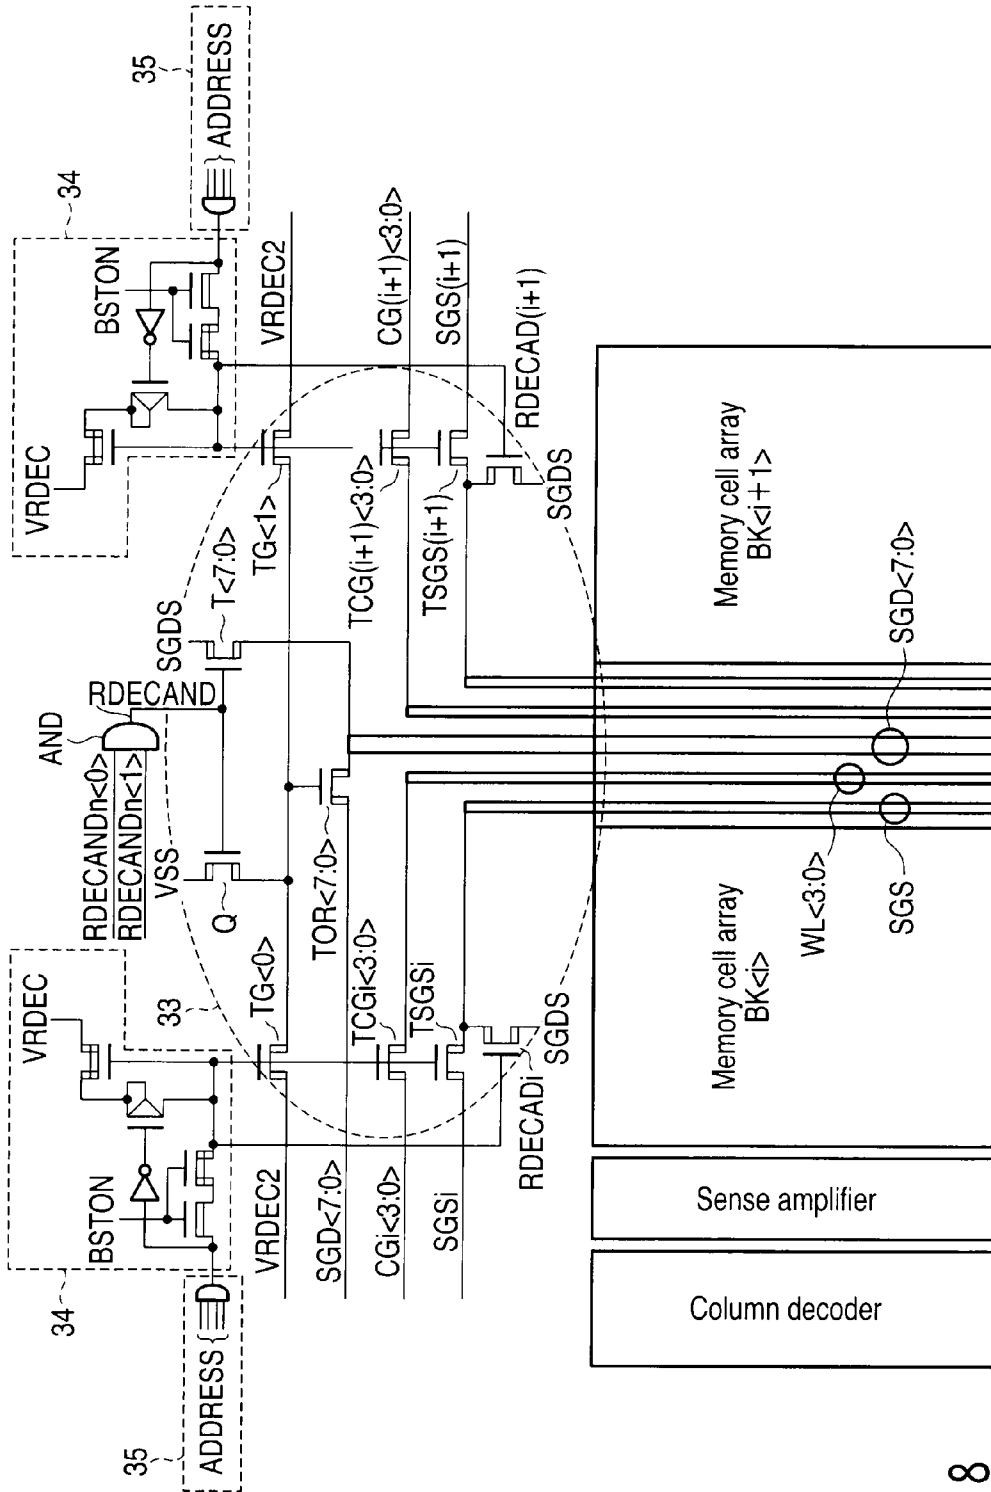 35
ADDRESS
34
BSTON
VRDEC
VRDEC2
CG(i+1)<3:0>
SGS(i+1)
RDECAD(i+1)
SGDS
TG<1>
TCG(i+1)<3:0>
TSGS(i+1)
T<7:0>
SGDS
RDECAND
AND
RDECANDn<0>
RDECANDn<1>
VSS
Q
TOR<7:0>
33
TG<0>
TCGi<3:0>
TSGSi
SGDS
RDECADi
VRDEC
BSTON
34
35
ADDRESS
VRDEC2
SGD<7:0>
CGi<3:0>
SGSi
Memory cell array
BK<i+1>
SGD<7:0>
WL<3:0>
SGS
Memory cell array
BK<i>
Sense amplifier
Column decoder
8